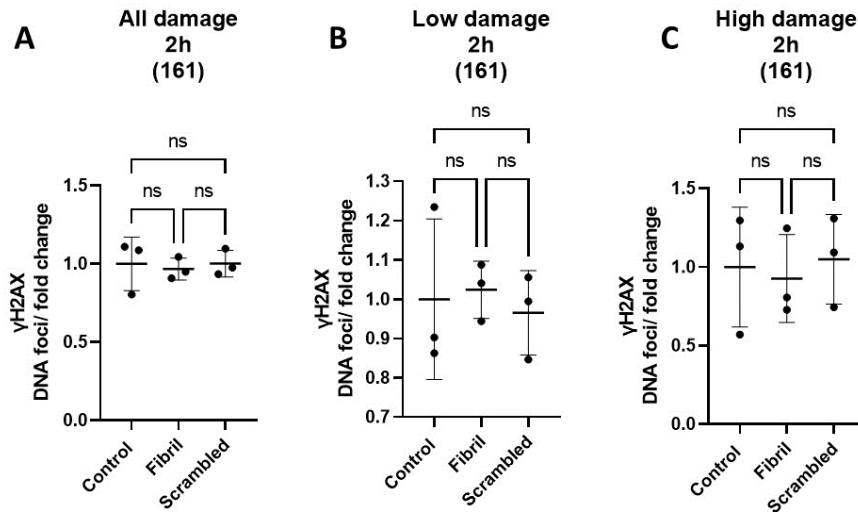 A
All damage
2h
(161)
ns
ns
ns
1.5
1.0
0.5
0.0
γH2AX
DNA foci/ fold change
Control
Fibril
Scrambled
B
Low damage
2h
(161)
ns
ns
ns
1.3
1.2
1.1
1.0
0.9
0.8
0.7
γH2AX
DNA foci/ fold change
Control
Fibril
Scrambled
C
High damage
2h
(161)
ns
ns
ns
1.5
1.0
0.5
0.0
γH2AX
DNA foci/ fold change
Control
Fibril
Scrambled